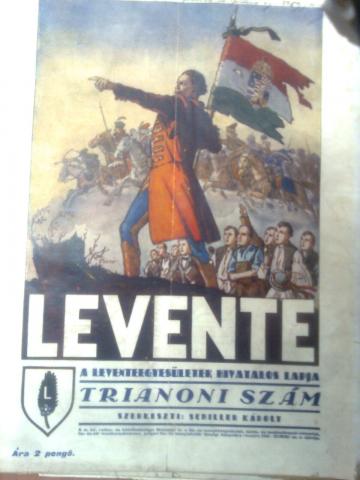 LEVENTE
A LEVENTEEGYESÜLETEK HIVATALOS LAPJA
L
TRIANONI SZÁM
SZERKESZTI: SCHILLER KÁROLY
Ára 2 pengő.